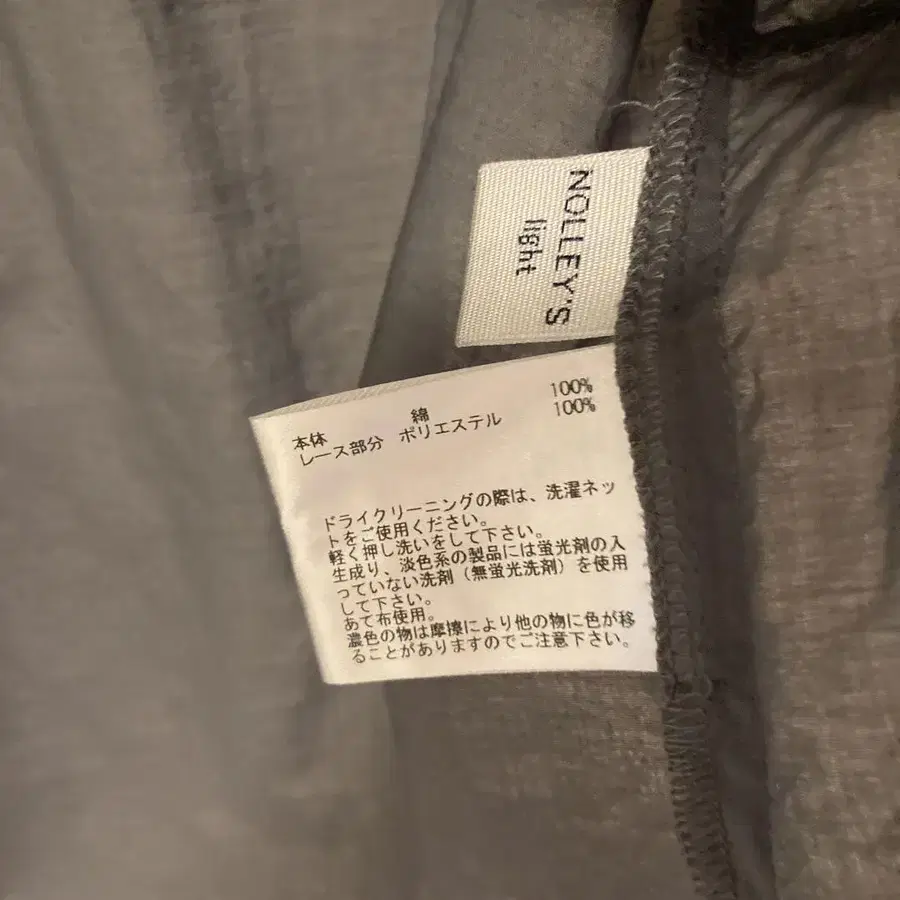 NOLLEY'S
light
本体 綿 100%
レース部分 ポリエステル 100%
ドライクリーニングの際は、洗濯ネッ
トをご使用ください。
軽く押し洗いをして下さい。
生成り、淡色系の製品には蛍光剤の入
っていない洗剤（無蛍光洗剤）を使用
して下さい。
あて布使用。
濃色の物は摩擦により他の物に色が移
ることがありますのでご注意下さい。